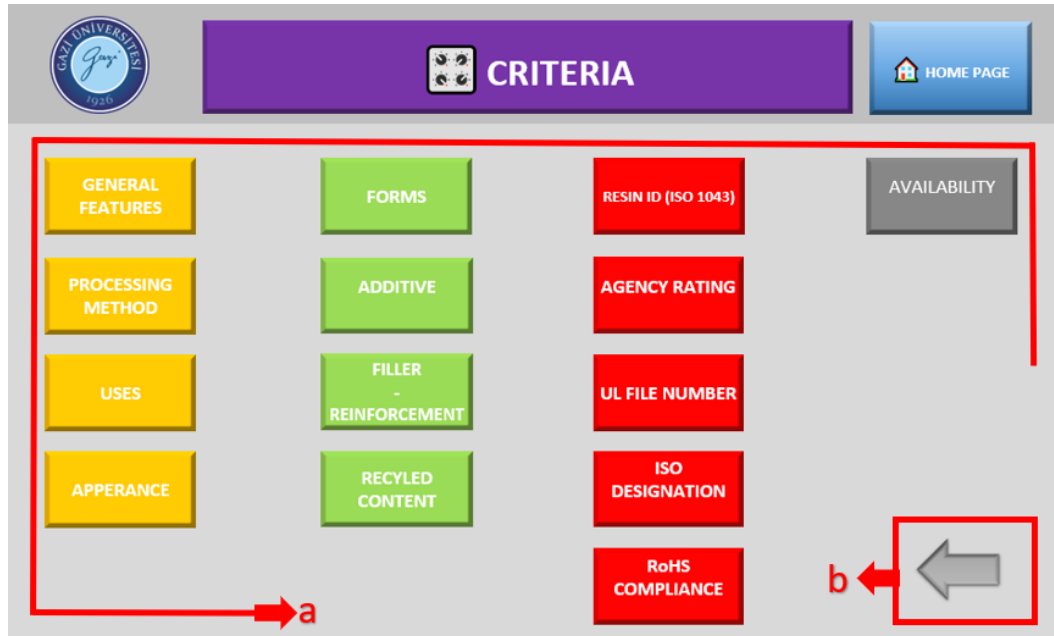 GAZİ ÜNİVERSİTESİ
Gazi
1926
CRITERIA
HOME PAGE
GENERAL
FEATURES
FORMS
RESIN ID (ISO 1043)
AVAILABILITY
PROCESSING
METHOD
ADDITIVE
AGENCY RATING
USES
FILLER
-
REINFORCEMENT
UL FILE NUMBER
APPERANCE
RECYLED
CONTENT
ISO
DESIGNATION
RoHS
COMPLIANCE
b
a